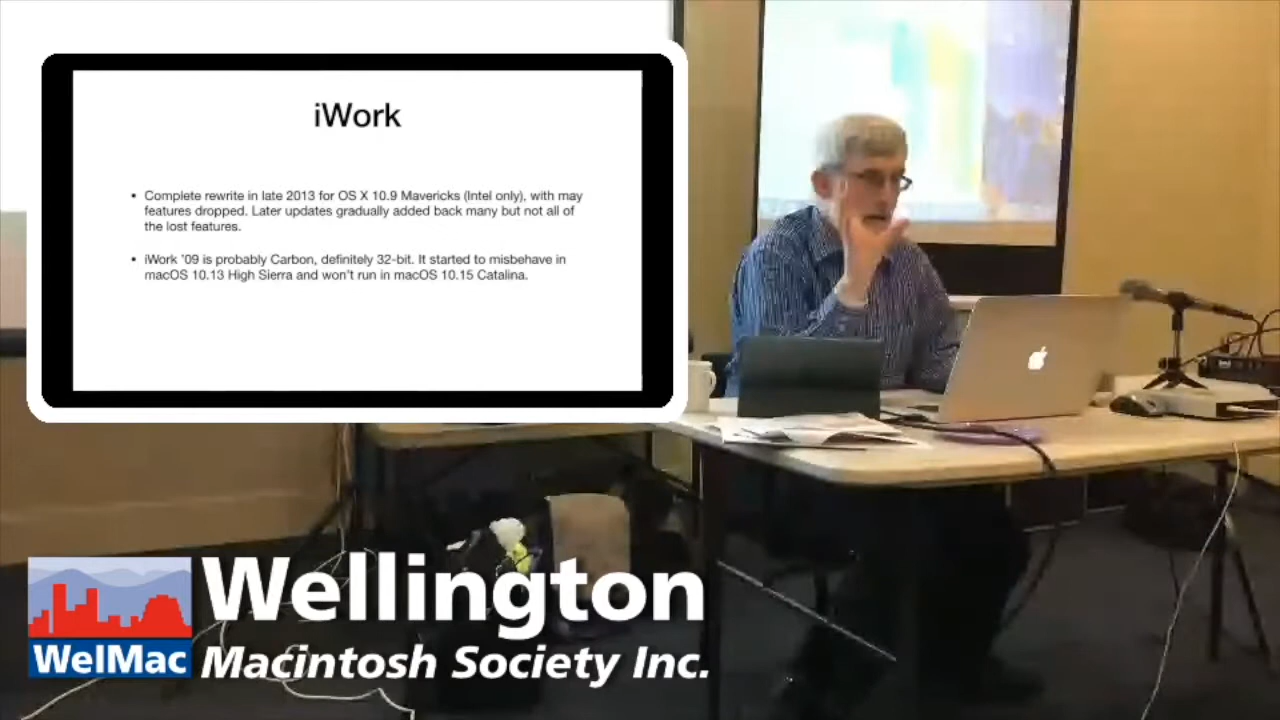 iWork
• Complete rewrite in late 2013 for OS X 10.9 Mavericks (Intel only), with may
features dropped. Later updates gradually added back many but not all of
the lost features.
• iWork '09 is probably Carbon, definitely 32-bit. It started to misbehave in
macOS 10.13 High Sierra and won't run in macOS 10.15 Catalina.
Wellington
WelMac
Macintosh Society Inc.